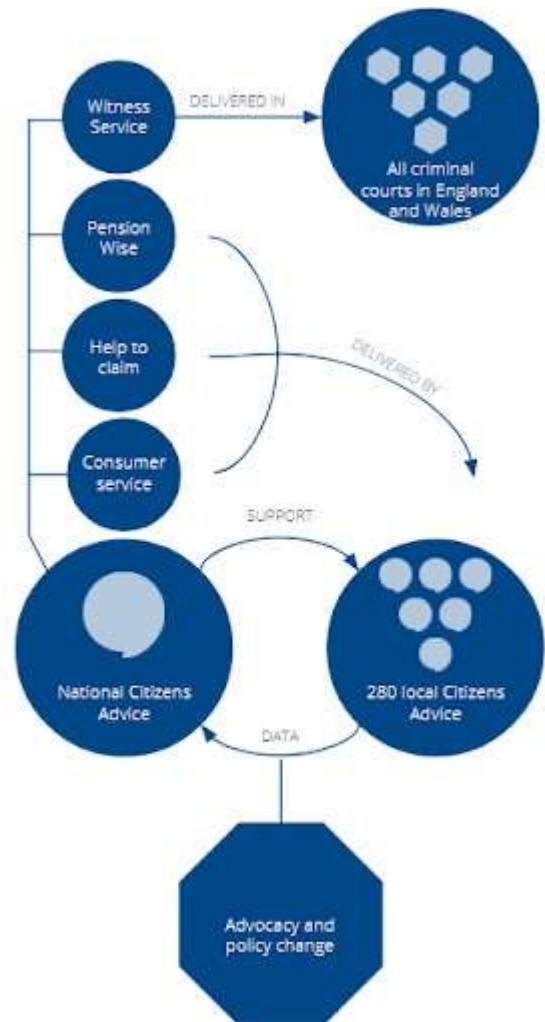 Witness
Service
DELIVERED IN
All criminal
courts in England
and Wales
Pension
Wise
Help to
claim
DELIVERED BY
Consumer
service
SUPPORT
National Citizens
Advice
280 local Citizens
Advice
DATA
Advocacy and
policy change